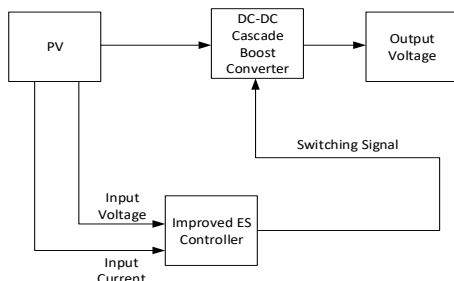 PV
DC-DC
Cascade
Boost
Converter
Output
Voltage
Switching Signal
Input
Voltage
Improved ES
Controller
Input
Current